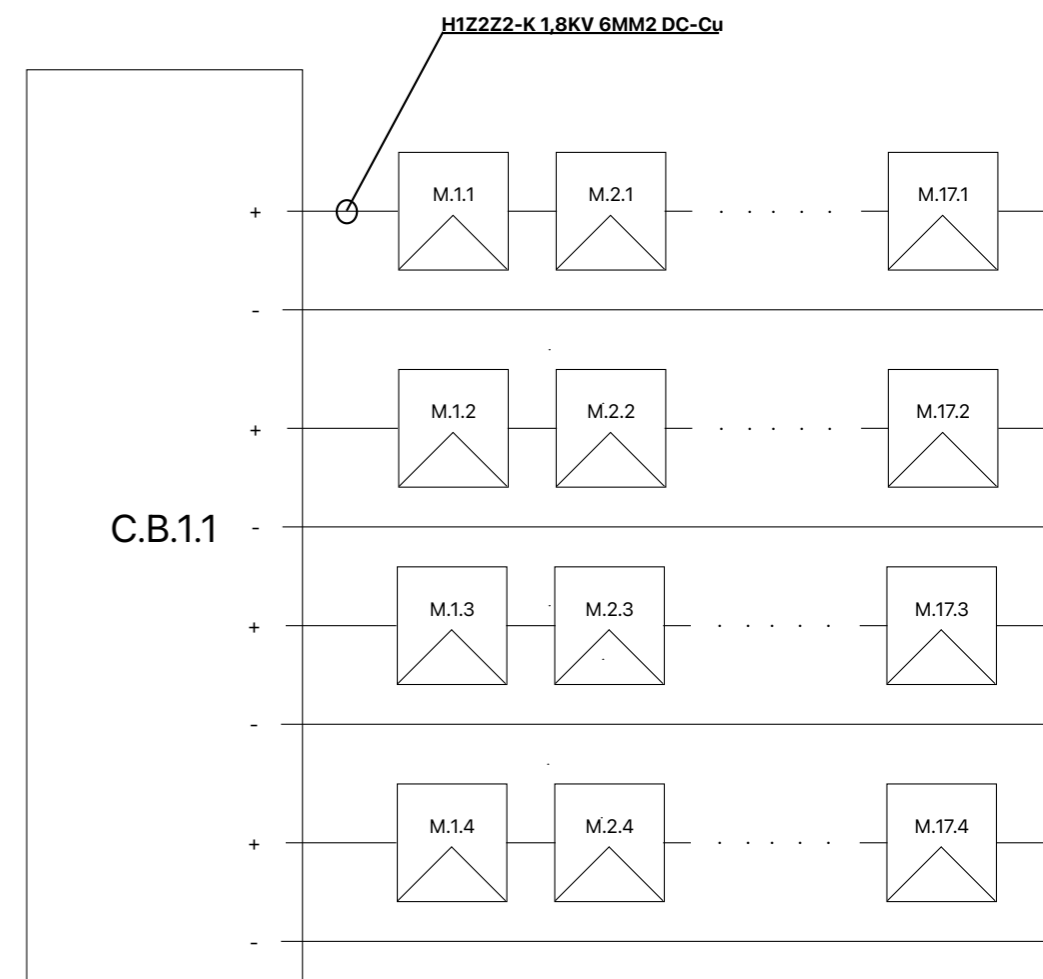 H1Z2Z2-K 1,8KV 6MM2 DC-Cu
+ M.1.1 M.2.1 . . . . . M.17.1
-
+ M.1.2 M.2.2 . . . . . M.17.2
C.B.1.1 -
+ M.1.3 M.2.3 . . . . . M.17.3
-
+ M.1.4 M.2.4 . . . . . M.17.4
-